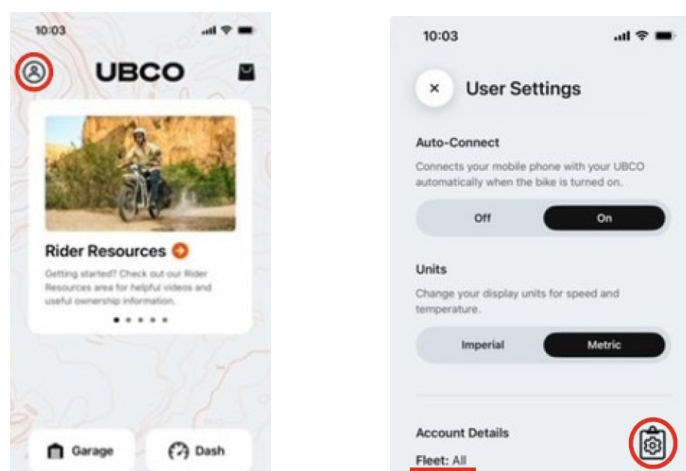 10:03
UBCO
Rider Resources
Getting started? Check out our Rider
Resources area for helpful videos and
useful ownership information.
Garage
Dash
10:03
User Settings
Auto-Connect
Connects your mobile phone with your UBCO
automatically when the bike is turned on.
Off
On
Units
Change your display units for speed and
temperature.
Imperial
Metric
Account Details
Fleet: All